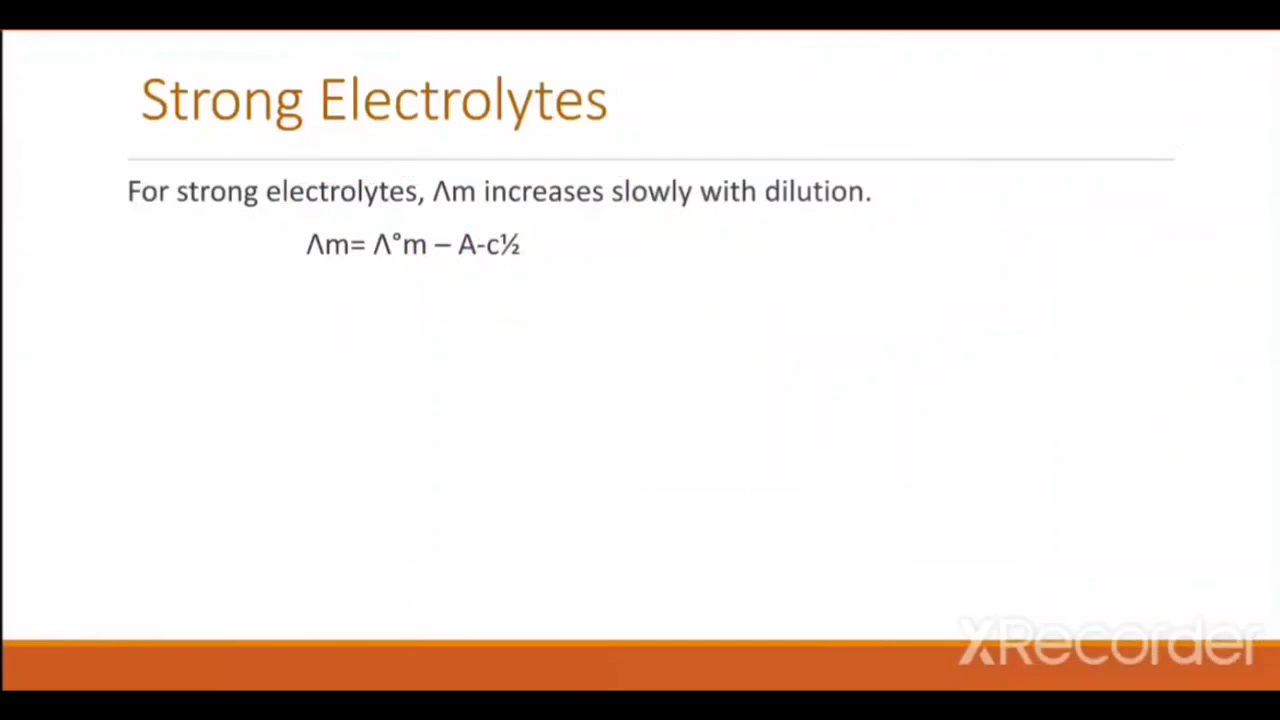 Strong Electrolytes
For strong electrolytes, Λm increases slowly with dilution.
Λm= Λ°m – A-c½
XRecorder